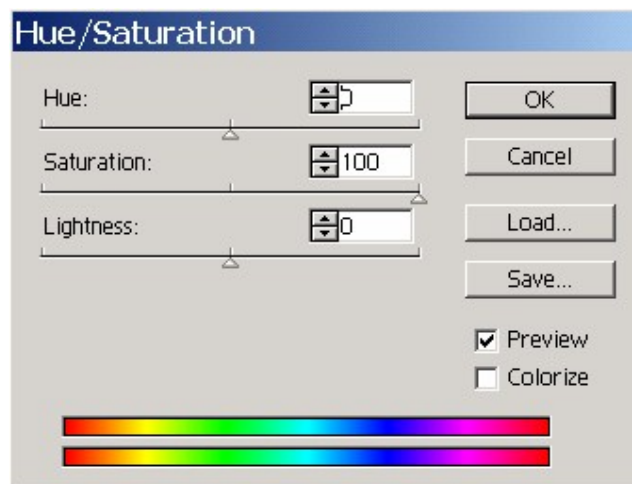 Hue/Saturation
Hue:
OK
Saturation:
100
Cancel
Lightness:
0
Load...
Save...
Preview
Colorize